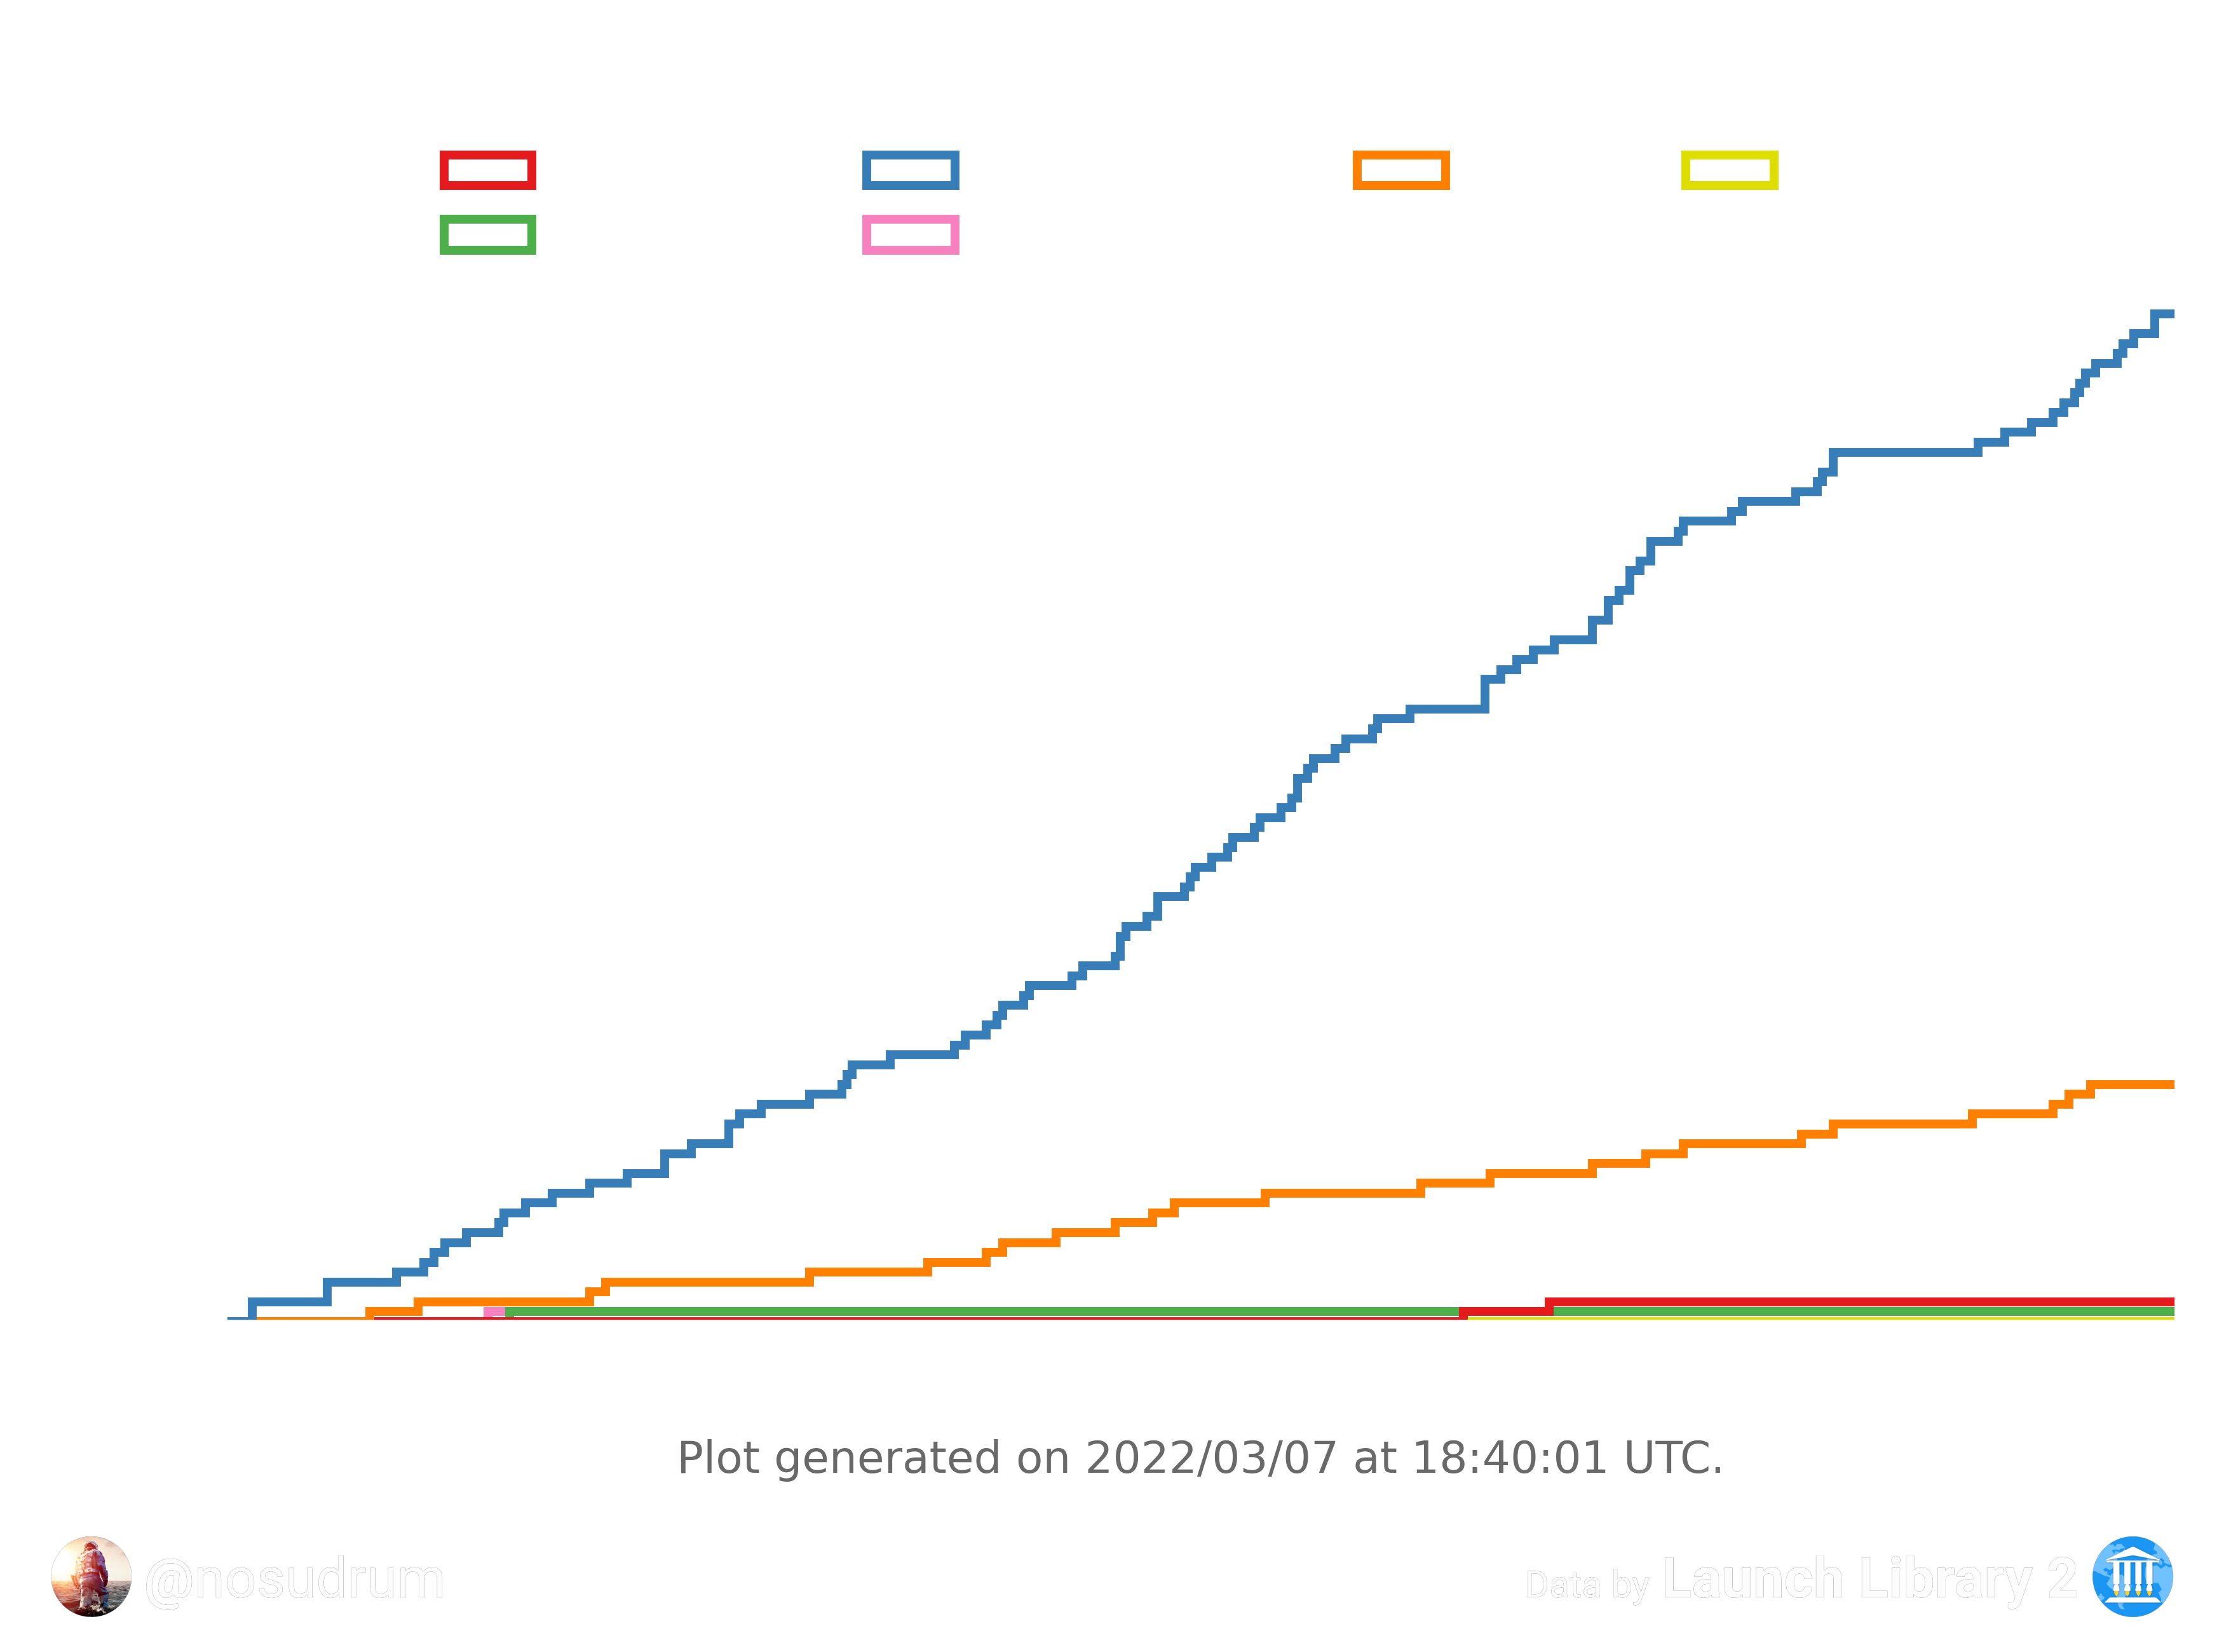 Plot generated on 2022/03/07 at 18:40:01 UTC.
@nosudrum
Data by Launch Library 2